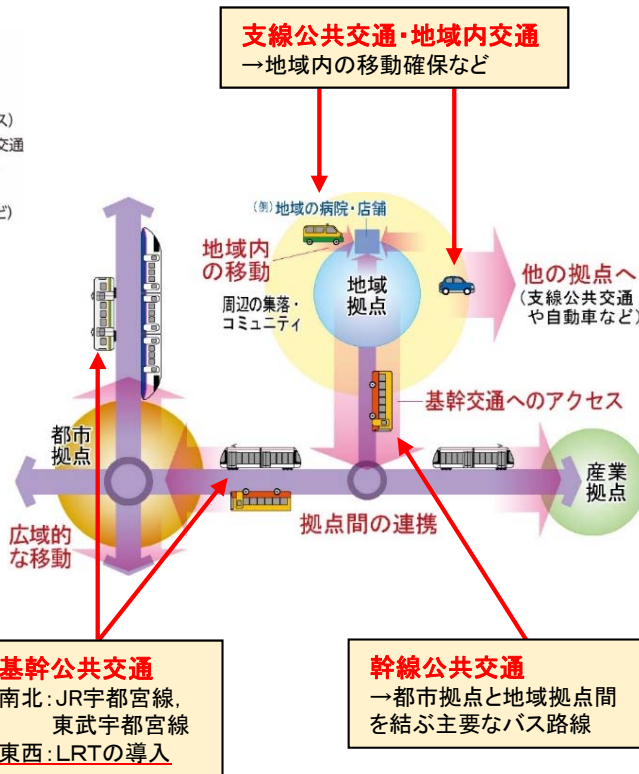 支線公共交通・地域内交通
→地域内の移動確保など
ス)
交通
ど)
(例)地域の病院・店舗
地域内
の移動
地域
拠点
周辺の集落・
コミュニティ
他の拠点へ
(支線公共交通
や自動車など)
基幹交通へのアクセス
都市
拠点
産業
拠点
拠点間の連携
広域的
な移動
基幹公共交通
南北:JR宇都宮線,
東武宇都宮線
東西:LRTの導入
幹線公共交通
→都市拠点と地域拠点間
を結ぶ主要なバス路線